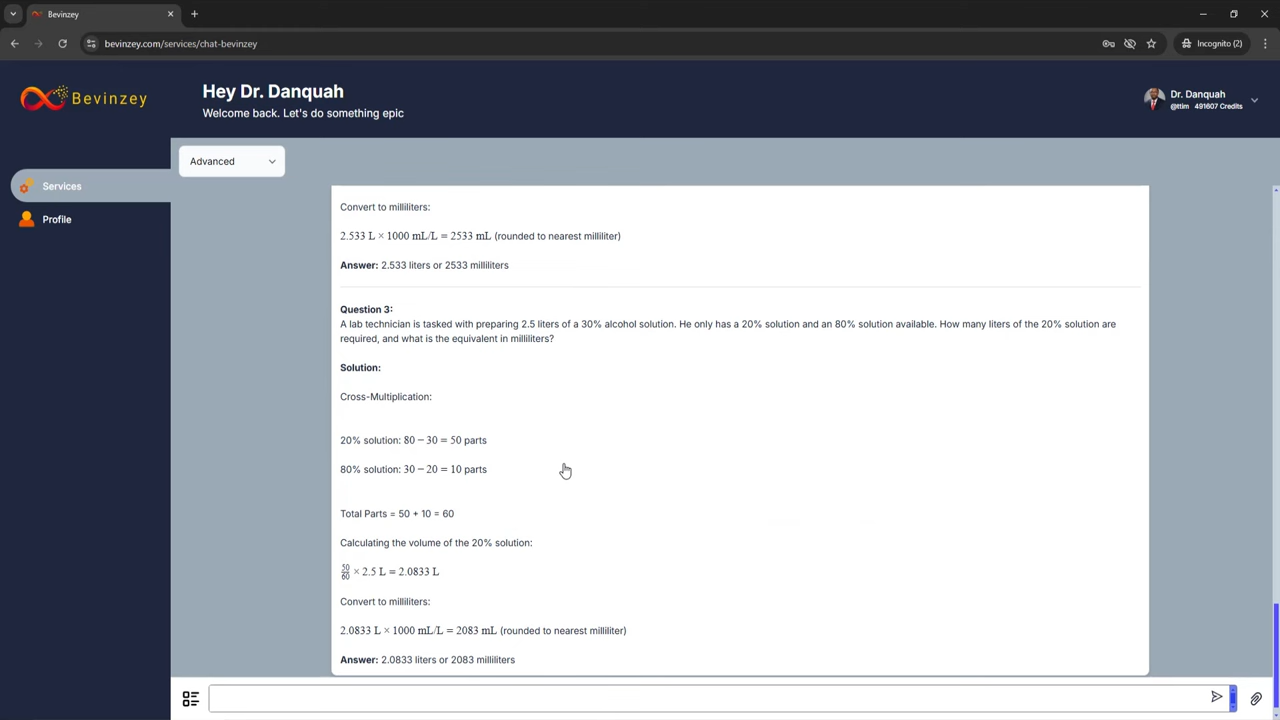 Bevinzey
bevinzey.com/services/chat-bevinzey
Incognito (2)
Bevinzey
Hey Dr. Danquah
Welcome back. Let's do something epic
Dr. Danquah
@ttim 491607 Credits
Advanced
Services
Profile
Convert to milliliters:
2.533 L × 1000 mL/L = 2533 mL (rounded to nearest milliliter)
Answer: 2.533 liters or 2533 milliliters
Question 3:
A lab technician is tasked with preparing 2.5 liters of a 30% alcohol solution. He only has a 20% solution and an 80% solution available. How many liters of the 20% solution are
required, and what is the equivalent in milliliters?
Solution:
Cross-Multiplication:
20% solution: 80 − 30 = 50 parts
80% solution: 30 − 20 = 10 parts
Total Parts = 50 + 10 = 60
Calculating the volume of the 20% solution:
50/60 × 2.5 L = 2.0833 L
Convert to milliliters:
2.0833 L × 1000 mL/L = 2083 mL (rounded to nearest milliliter)
Answer: 2.0833 liters or 2083 milliliters